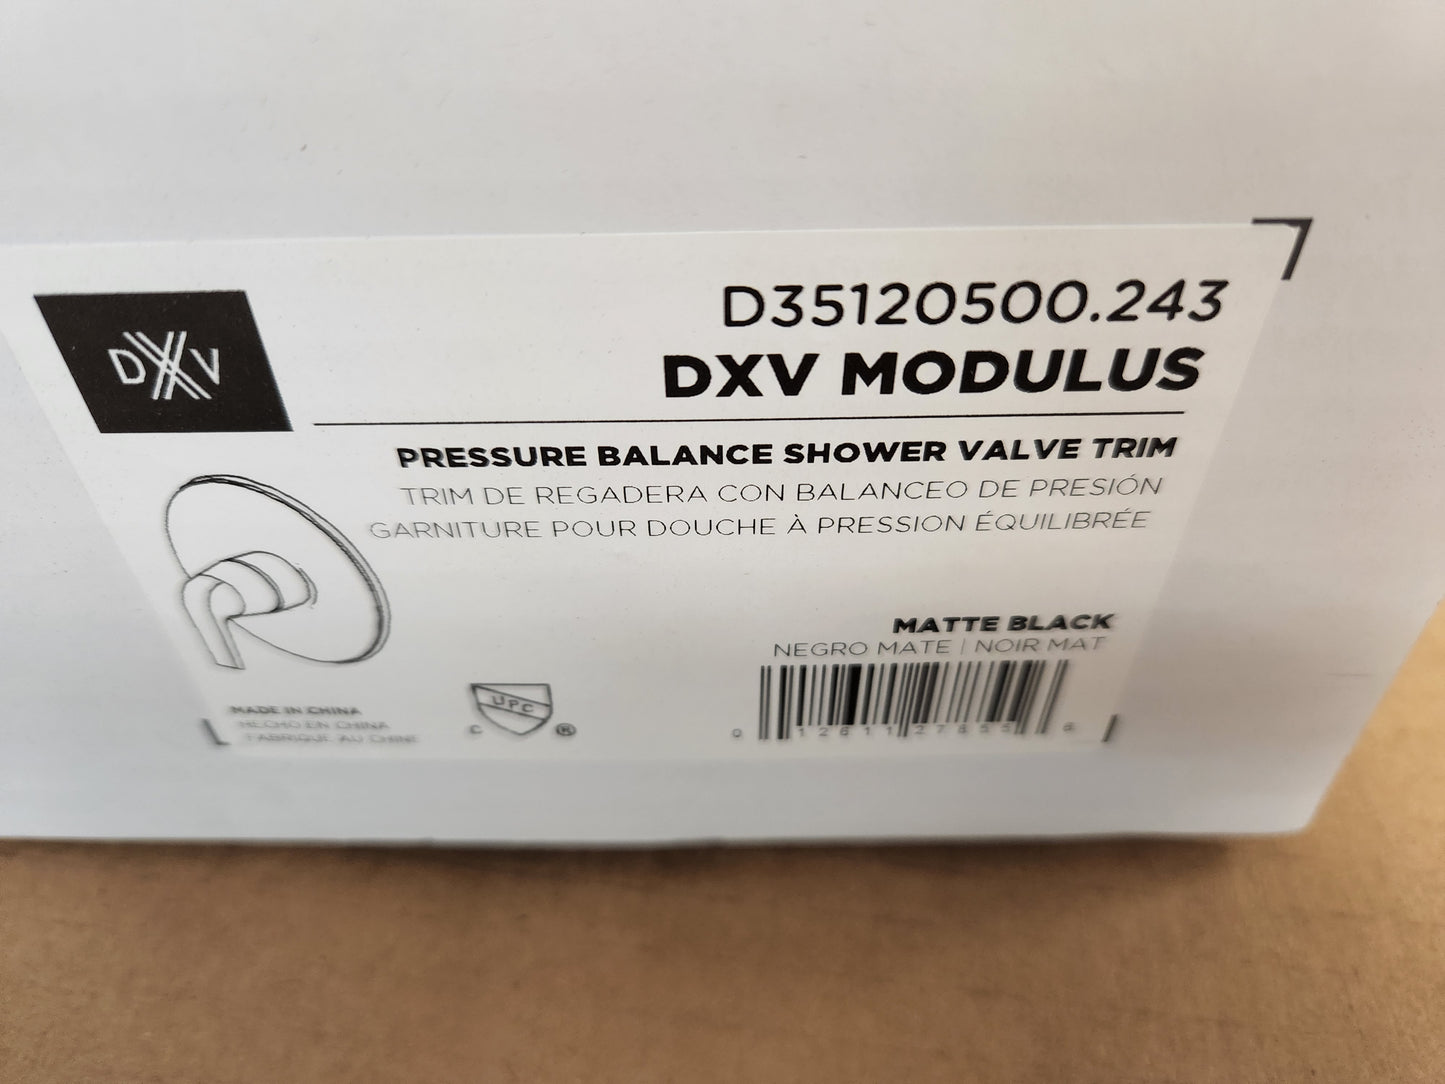 DXV
D35120500.243
DXV MODULUS
PRESSURE BALANCE SHOWER VALVE TRIM
TRIM DE REGADERA CON BALANCEO DE PRESIÓN
GARNITURE POUR DOUCHE À PRESSION ÉQUILIBRÉE
MATTE BLACK
NEGRO MATE | NOIR MAT
MADE IN CHINA
HECHO EN CHINA
FABRIQUÉ AU CHINE
C UPC ®